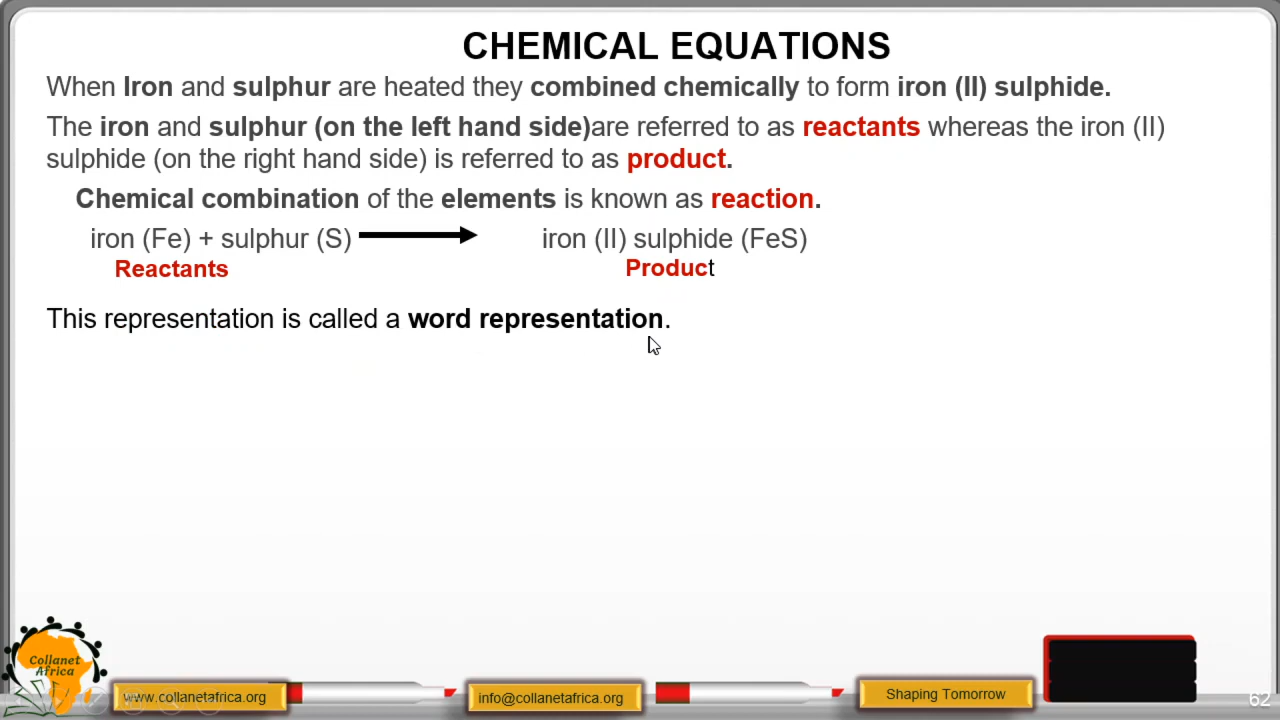 CHEMICAL EQUATIONS
When Iron and sulphur are heated they combined chemically to form iron (II) sulphide.
The iron and sulphur (on the left hand side)are referred to as reactants whereas the iron (II)
sulphide (on the right hand side) is referred to as product.
Chemical combination of the elements is known as reaction.
iron (Fe) + sulphur (S) iron (II) sulphide (FeS)
Reactants Product
This representation is called a word representation.
Collanet
Africa
www.collanetafrica.org info@collanetafrica.org Shaping Tomorrow 62